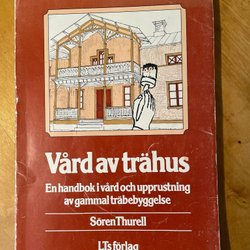 Vård av trähus
En handbok i vård och upprustning
av gammal träbebyggelse
Sören Thurell
LTs förlag